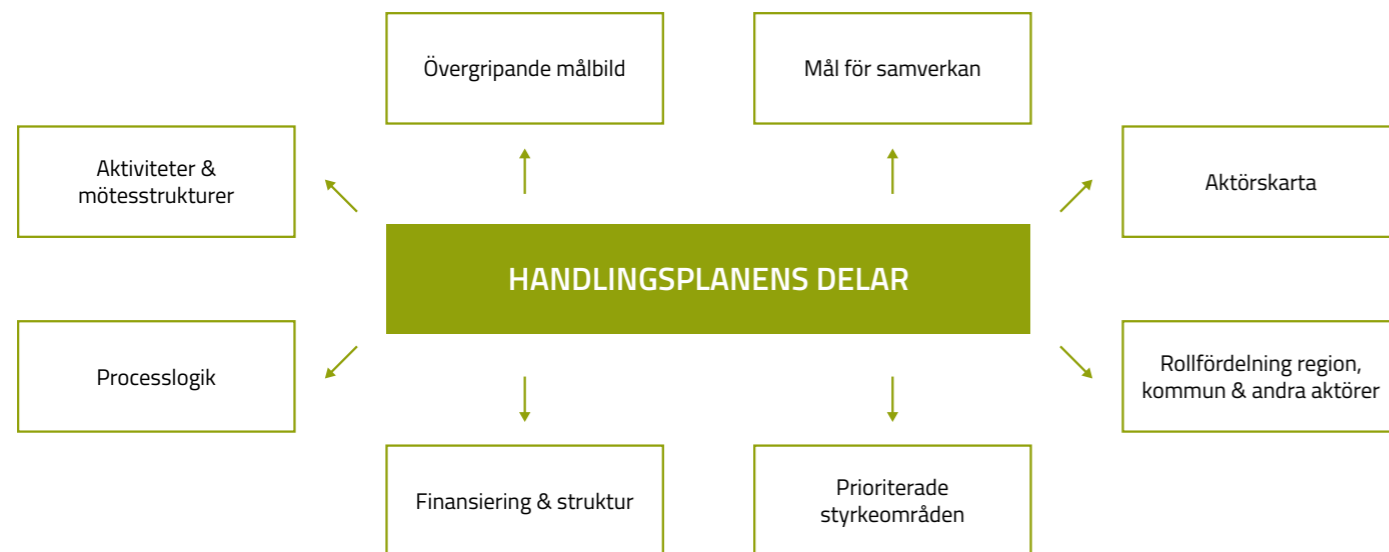 Övergripande målbild
Mål för samverkan
Aktiviteter &
mötesstrukturer
Aktörskarta
HANDLINGSPLANENS DELAR
Processlogik
Rollfördelning region,
kommun & andra aktörer
Finansiering & struktur
Prioriterade
styrkeområden